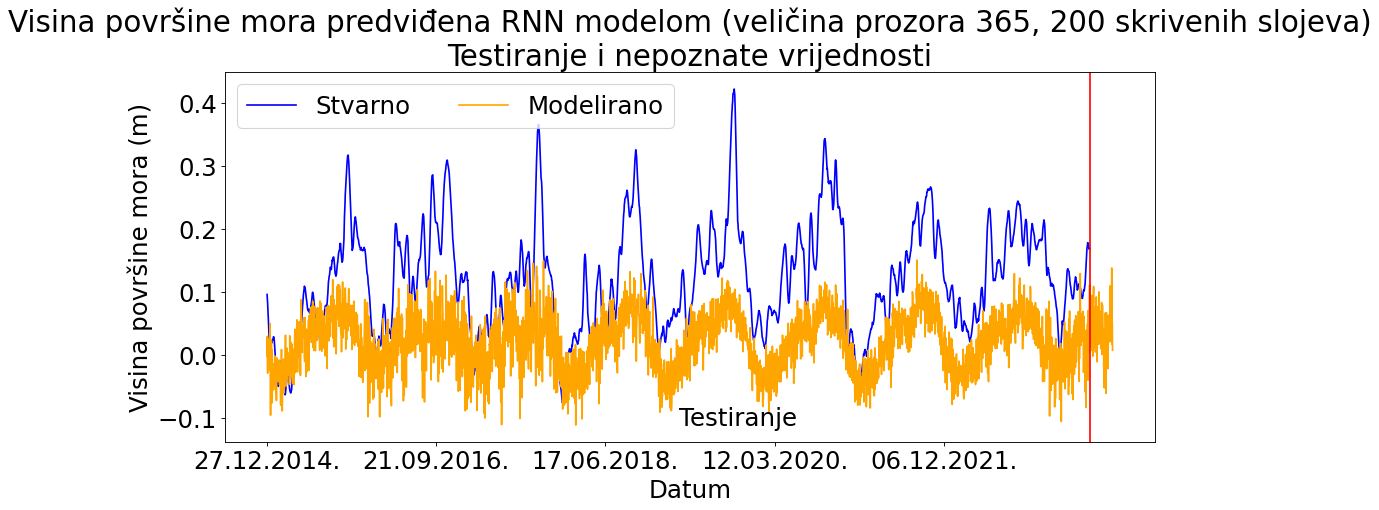 Visina površine mora predviđena RNN modelom (veličina prozora 365, 200 skrivenih slojeva)
Testiranje i nepoznate vrijednosti
Stvarno Modelirano
Visina površine mora (m)
0.4
0.3
0.2
0.1
0.0
−0.1
Testiranje
27.12.2014. 21.09.2016. 17.06.2018. 12.03.2020. 06.12.2021.
Datum